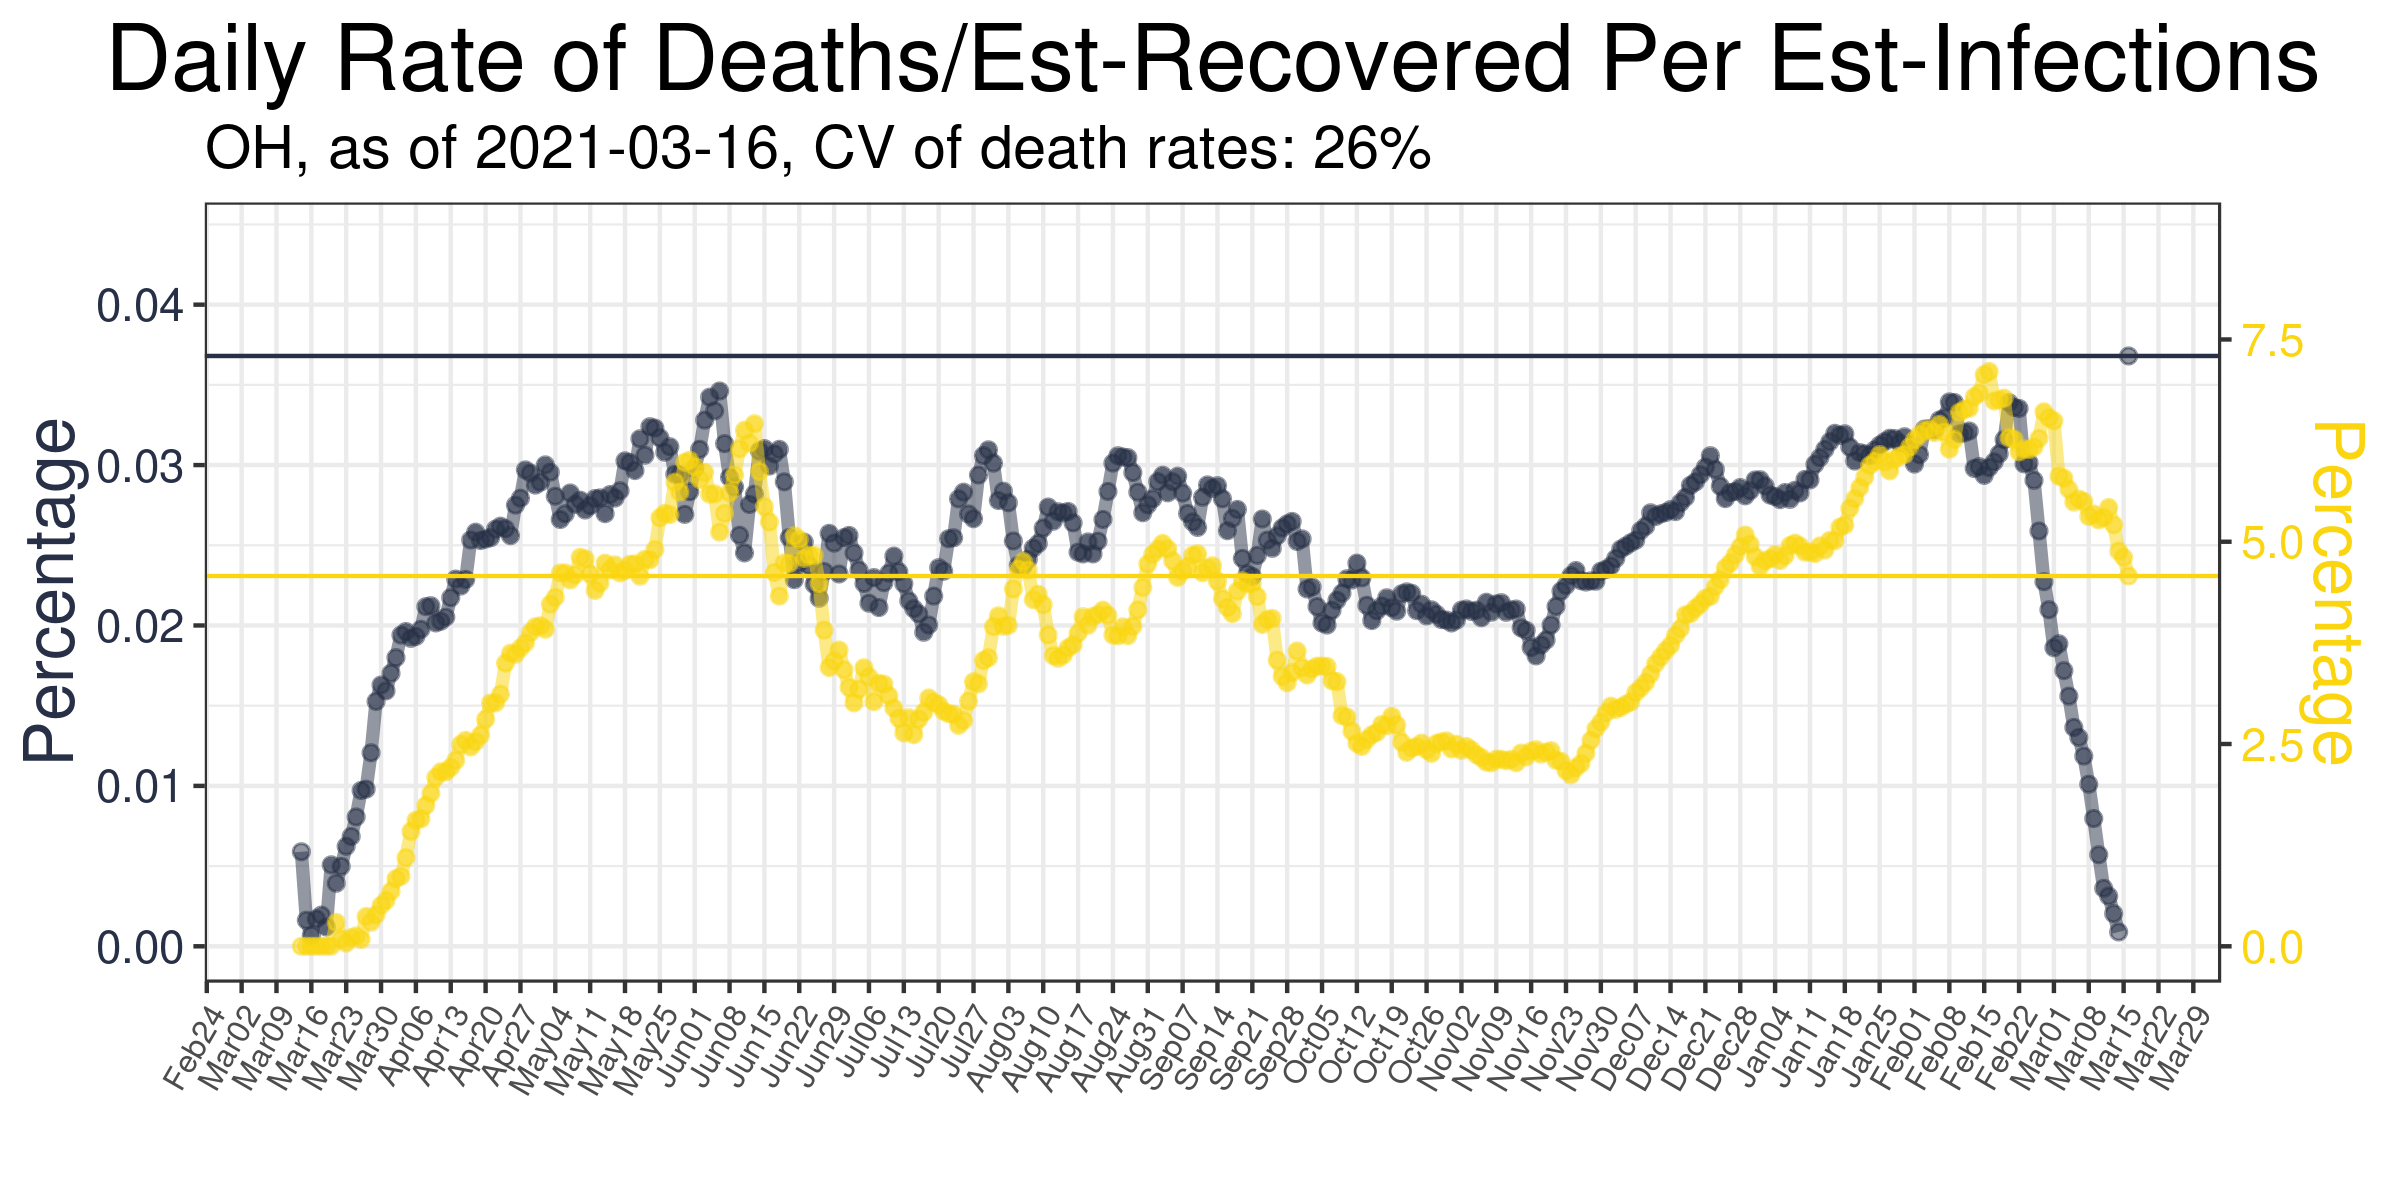 Daily Rate of Deaths/Est-Recovered Per Est-Infections
OH, as of 2021-03-16, CV of death rates: 26%
Percentage
0.04
0.03
0.02
0.01
0.00
7.5
5.0
2.5
0.0
Percentage
Feb24
Mar02
Mar09
Mar16
Mar23
Mar30
Apr06
Apr13
Apr20
Apr27
May04
May11
May18
May25
Jun01
Jun08
Jun15
Jun22
Jun29
Jul06
Jul13
Jul20
Jul27
Aug03
Aug10
Aug17
Aug24
Aug31
Sep07
Sep14
Sep21
Sep28
Oct05
Oct12
Oct19
Oct26
Nov02
Nov09
Nov16
Nov23
Nov30
Dec07
Dec14
Dec21
Dec28
Jan04
Jan11
Jan18
Jan25
Feb01
Feb08
Feb15
Feb22
Mar01
Mar08
Mar15
Mar22
Mar29